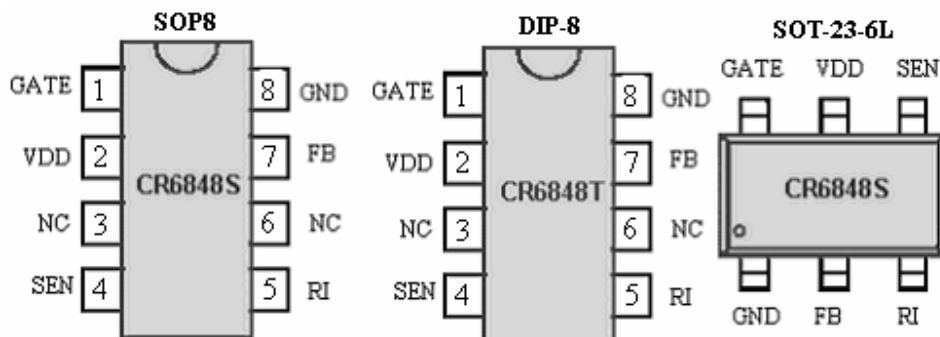 SOP8
GATE 1 8 GND
VDD 2 7 FB
CR6848S
NC 3 6 NC
SEN 4 5 RI
DIP-8
GATE 1 8 GND
VDD 2 7 FB
CR6848T
NC 3 6 NC
SEN 4 5 RI
SOT-23-6L
GATE VDD SEN
CR6848S
GND FB RI